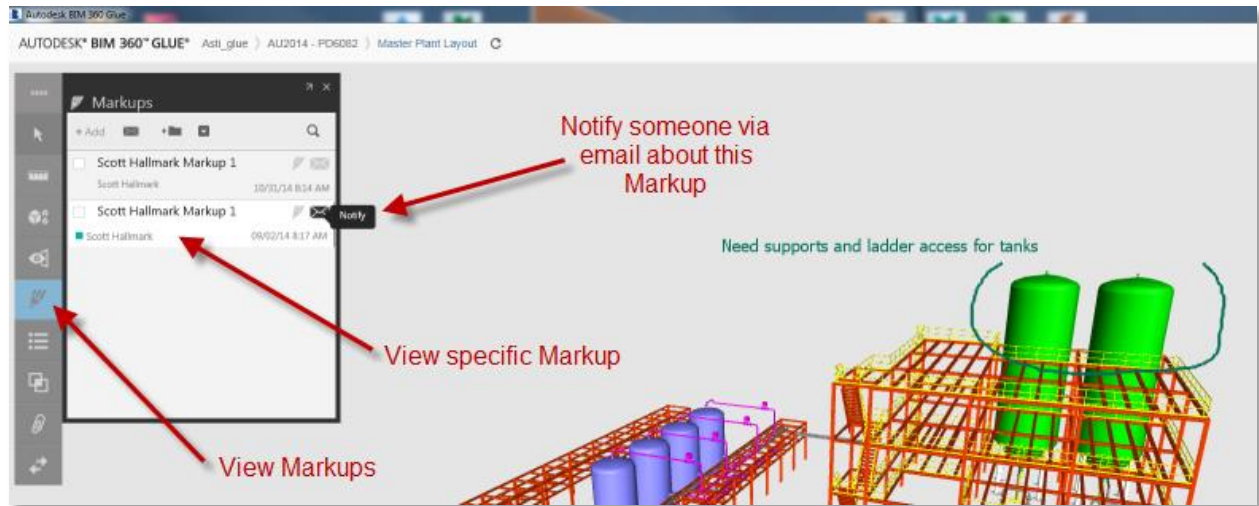 Autodesk BIM 360 Glue
AUTODESK® BIM 360™ GLUE® Asti_glue 〉 AU2014 - PD6082 〉 Master Plant Layout
Markups
+ Add
Scott Hallmark Markup 1
Scott Hallmark 10/31/14 8:14 AM
Scott Hallmark Markup 1
Notify
Scott Hallmark 09/02/14 8:17 AM
Notify someone via
email about this
Markup
Need supports and ladder access for tanks
View specific Markup
View Markups